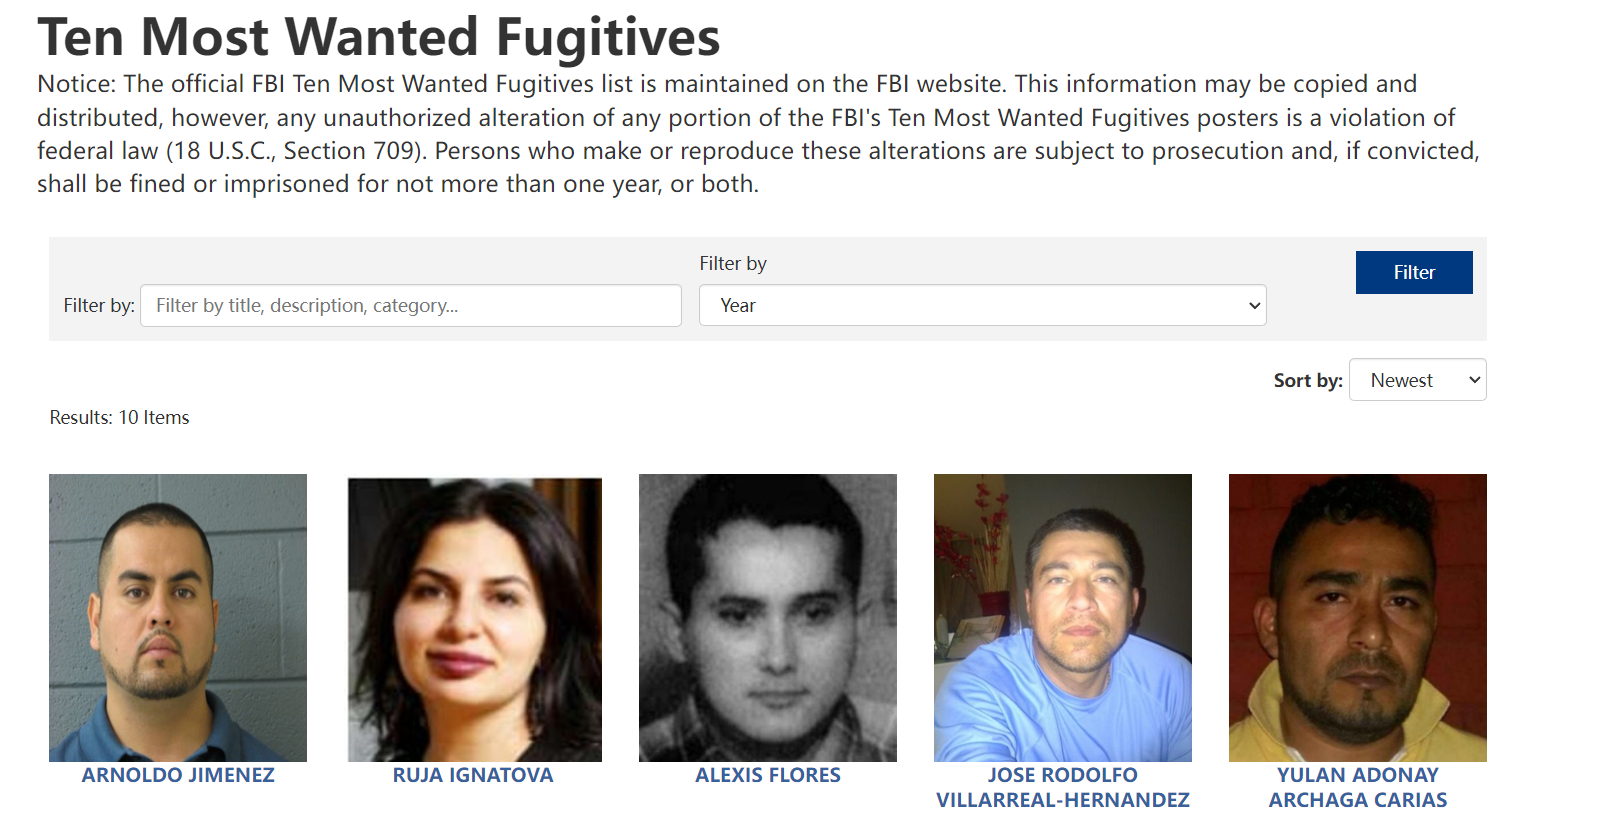 Ten Most Wanted Fugitives
Notice: The official FBI Ten Most Wanted Fugitives list is maintained on the FBI website. This information may be copied and
distributed, however, any unauthorized alteration of any portion of the FBI's Ten Most Wanted Fugitives posters is a violation of
federal law (18 U.S.C., Section 709). Persons who make or reproduce these alterations are subject to prosecution and, if convicted,
shall be fined or imprisoned for not more than one year, or both.
Filter by
Filter
Filter by: Filter by title, description, category...
Year
Sort by: Newest
Results: 10 Items
ARNOLDO JIMENEZ
RUJA IGNATOVA
ALEXIS FLORES
JOSE RODOLFO
VILLARREAL-HERNANDEZ
YULAN ADONAY
ARCHAGA CARIAS